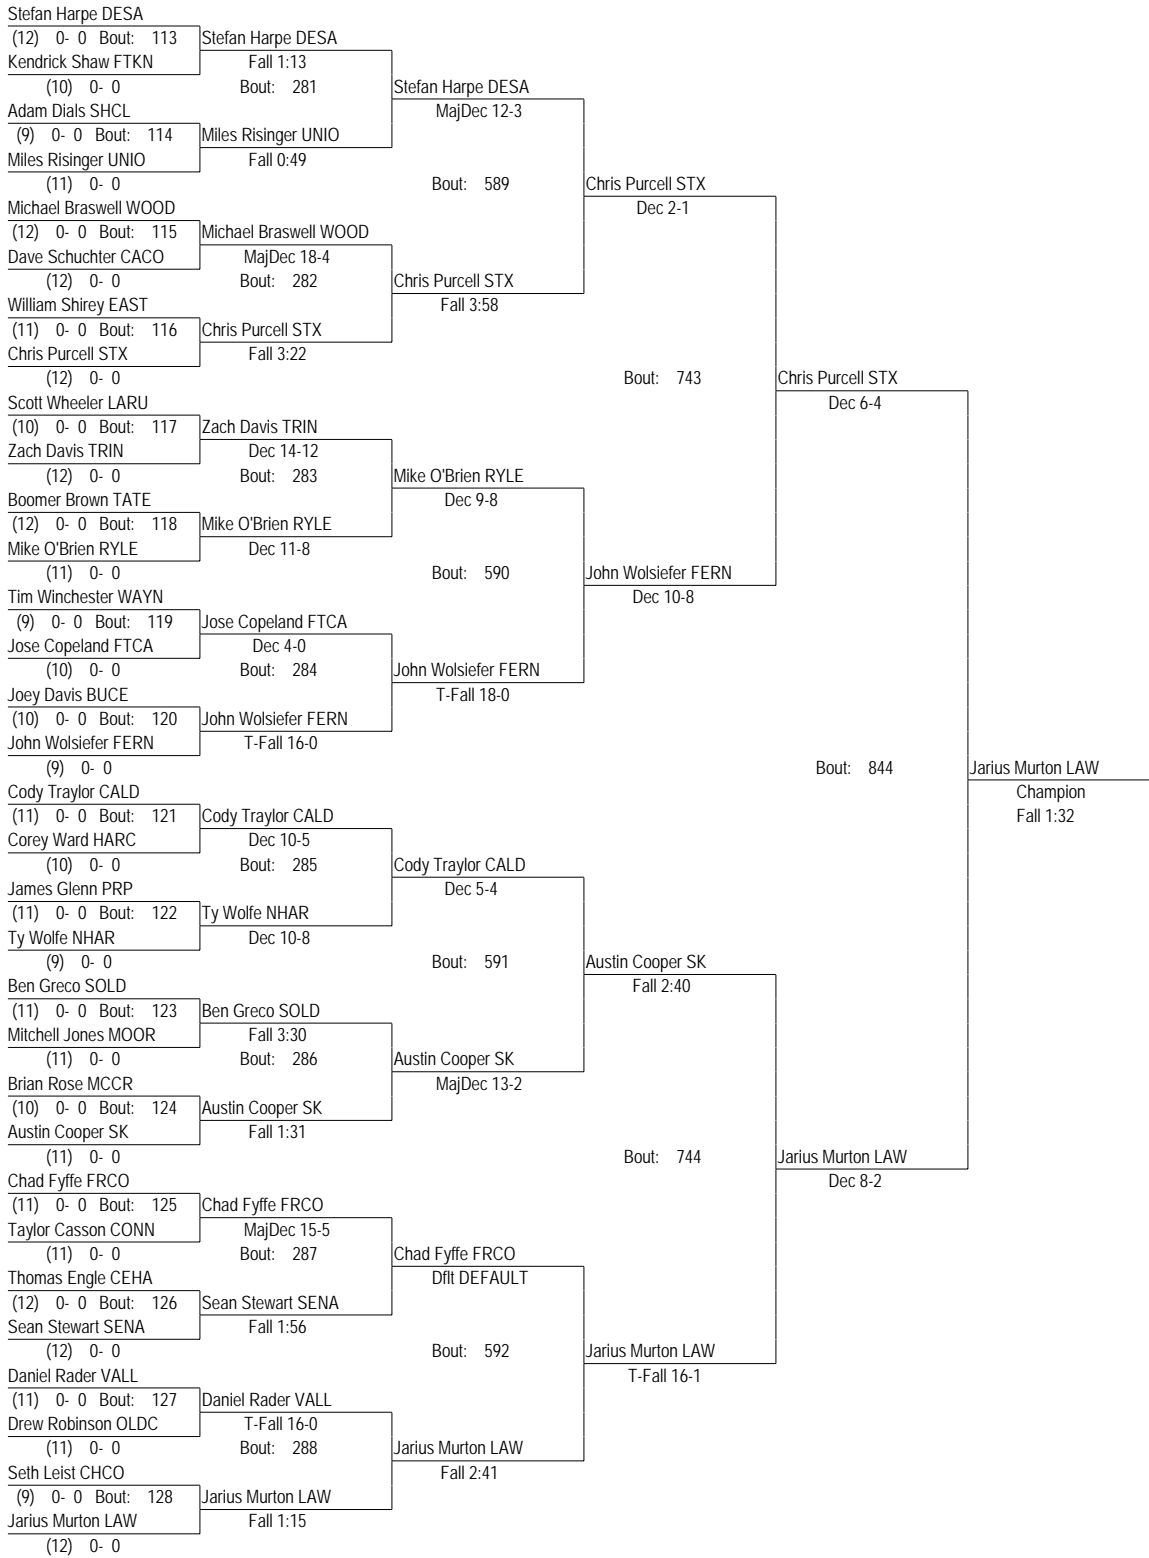 Stefan Harpe DESA
(12) 0- 0 Bout: 113 Stefan Harpe DESA
Kendrick Shaw FTKN Fall 1:13
(10) 0- 0 Bout: 281 Stefan Harpe DESA
Adam Dials SHCL MajDec 12-3
(9) 0- 0 Bout: 114 Miles Risinger UNIO
Miles Risinger UNIO Fall 0:49
(11) 0- 0 Bout: 589 Chris Purcell STX
Michael Braswell WOOD Dec 2-1
(12) 0- 0 Bout: 115 Michael Braswell WOOD
Dave Schuchter CACO MajDec 18-4
(12) 0- 0 Bout: 282 Chris Purcell STX
William Shirey EAST Fall 3:58
(11) 0- 0 Bout: 116 Chris Purcell STX
Chris Purcell STX Fall 3:22
(12) 0- 0 Bout: 743 Chris Purcell STX
Scott Wheeler LARU Dec 6-4
(10) 0- 0 Bout: 117 Zach Davis TRIN
Zach Davis TRIN Dec 14-12
(12) 0- 0 Bout: 283 Mike O'Brien RYLE
Boomer Brown TATE Dec 9-8
(12) 0- 0 Bout: 118 Mike O'Brien RYLE
Mike O'Brien RYLE Dec 11-8
(11) 0- 0 Bout: 590 John Wolsiefer FERN
Tim Winchester WAYN Dec 10-8
(9) 0- 0 Bout: 119 Jose Copeland FTCA
Jose Copeland FTCA Dec 4-0
(10) 0- 0 Bout: 284 John Wolsiefer FERN
Joey Davis BUCE T-Fall 18-0
(10) 0- 0 Bout: 120 John Wolsiefer FERN
John Wolsiefer FERN T-Fall 16-0
(9) 0- 0 Bout: 844 Jarius Murton LAW
Cody Traylor CALD Champion
(11) 0- 0 Bout: 121 Cody Traylor CALD Fall 1:32
Corey Ward HARC Dec 10-5
(10) 0- 0 Bout: 285 Cody Traylor CALD
James Glenn PRP Dec 5-4
(11) 0- 0 Bout: 122 Ty Wolfe NHAR
Ty Wolfe NHAR Dec 10-8
(9) 0- 0 Bout: 591 Austin Cooper SK
Ben Greco SOLD Fall 2:40
(11) 0- 0 Bout: 123 Ben Greco SOLD
Mitchell Jones MOOR Fall 3:30
(11) 0- 0 Bout: 286 Austin Cooper SK
Brian Rose MCCR MajDec 13-2
(10) 0- 0 Bout: 124 Austin Cooper SK
Austin Cooper SK Fall 1:31
(11) 0- 0 Bout: 744 Jarius Murton LAW
Chad Fyffe FRCO Dec 8-2
(11) 0- 0 Bout: 125 Chad Fyffe FRCO
Taylor Casson CONN MajDec 15-5
(11) 0- 0 Bout: 287 Chad Fyffe FRCO
Thomas Engle CEHA Dflt DEFAULT
(12) 0- 0 Bout: 126 Sean Stewart SENA
Sean Stewart SENA Fall 1:56
(12) 0- 0 Bout: 592 Jarius Murton LAW
Daniel Rader VALL T-Fall 16-1
(11) 0- 0 Bout: 127 Daniel Rader VALL
Drew Robinson OLDC T-Fall 16-0
(11) 0- 0 Bout: 288 Jarius Murton LAW
Seth Leist CHCO Fall 2:41
(9) 0- 0 Bout: 128 Jarius Murton LAW
Jarius Murton LAW Fall 1:15
(12) 0- 0